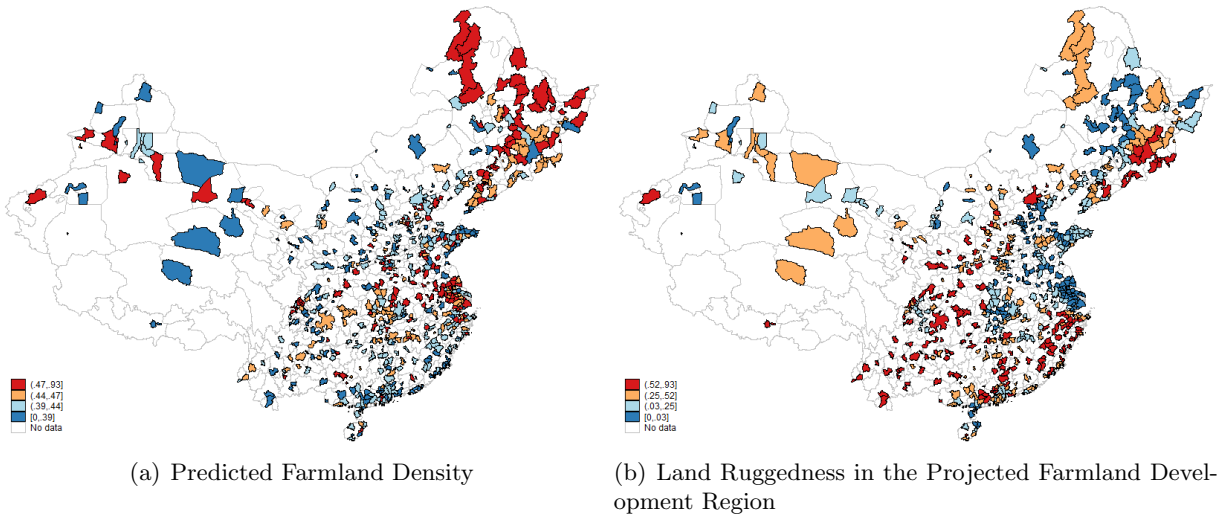 (.47,.93]
(.44,.47]
(.39,.44]
[0,.39]
No data
(.52,.93]
(.25,.52]
(.03,.25]
[0,.03]
No data
(a) Predicted Farmland Density
(b) Land Ruggedness in the Projected Farmland Devel-
opment Region